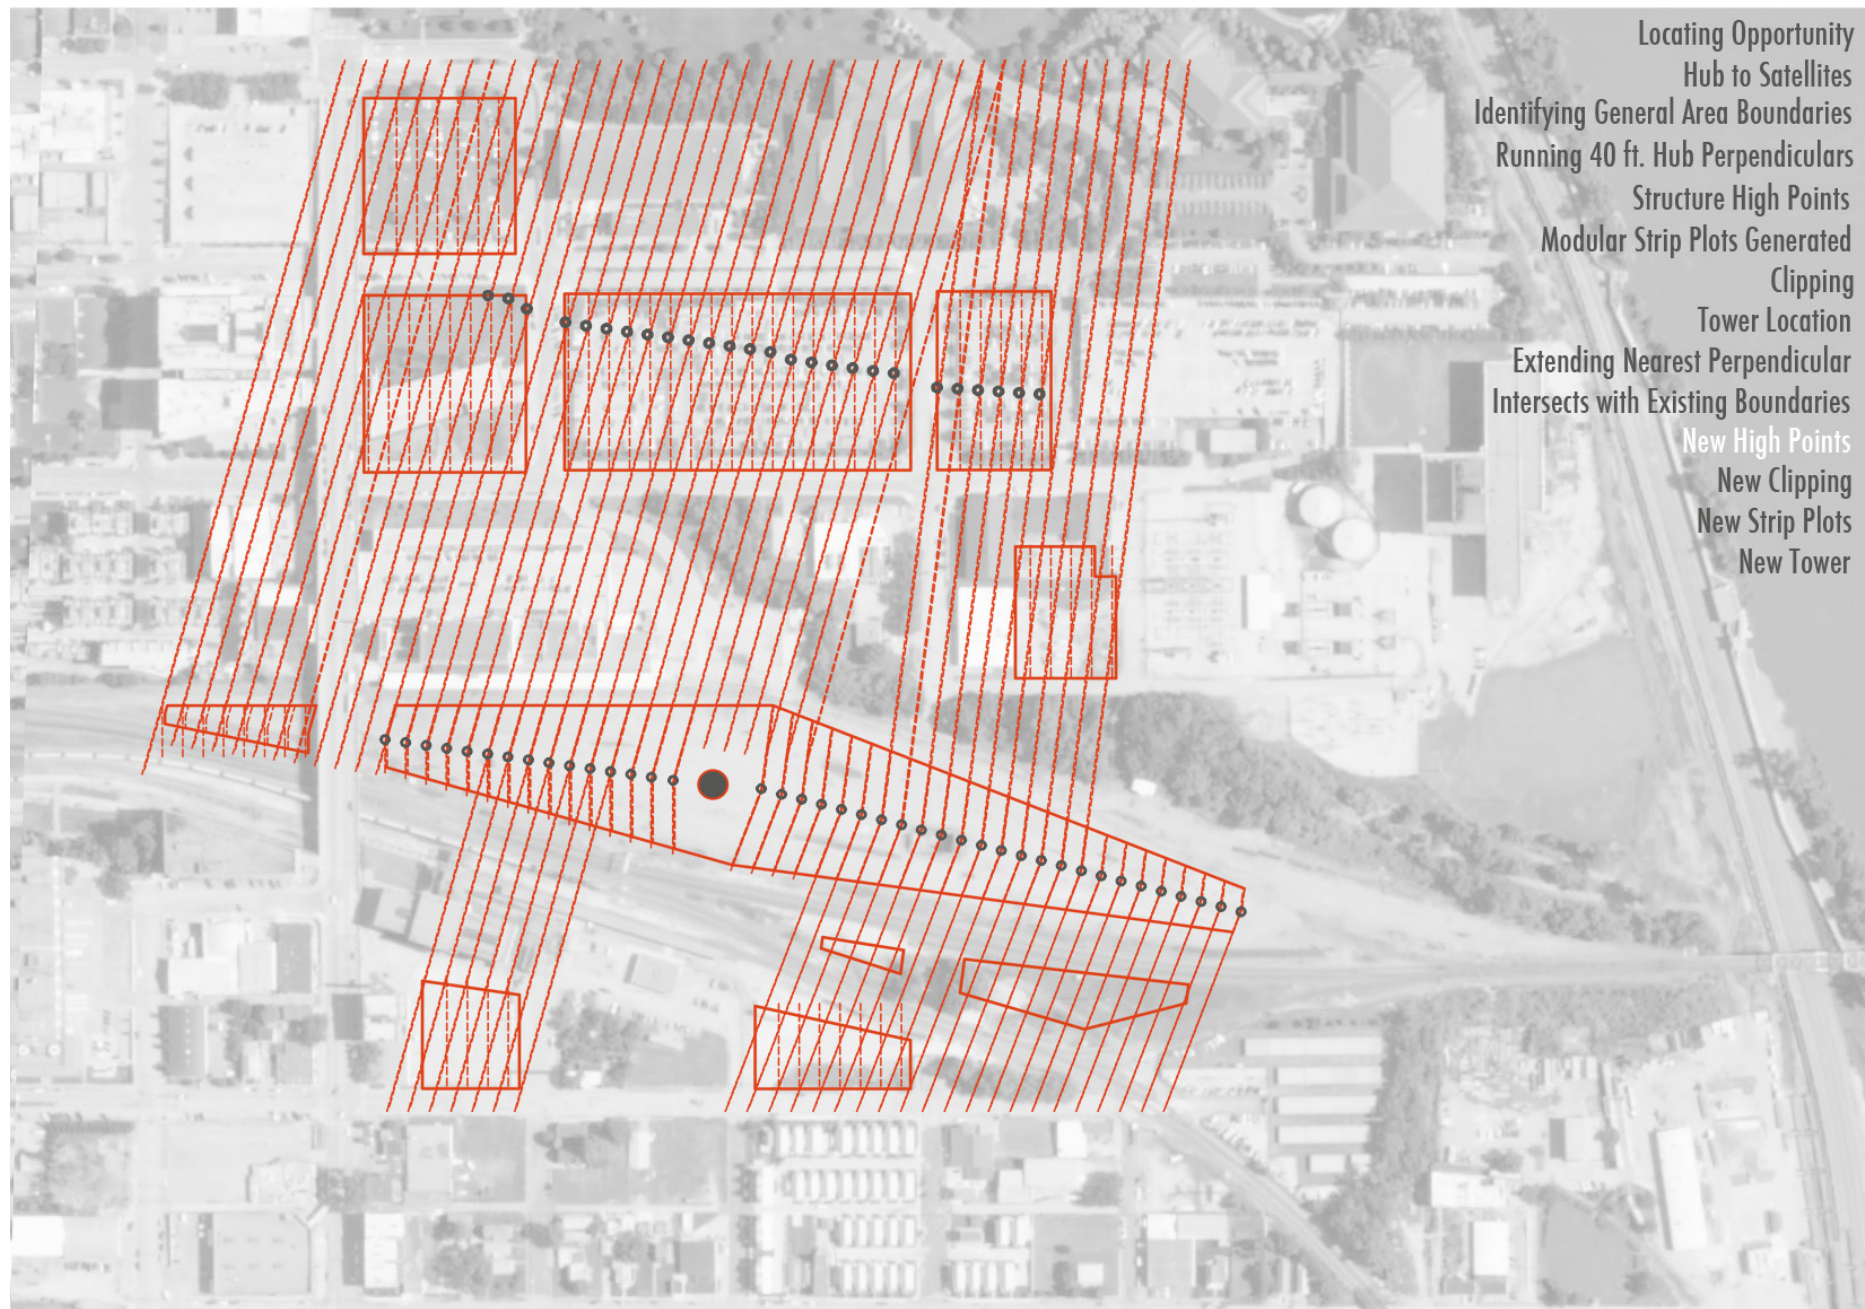 Locating Opportunity
Hub to Satellites
Identifying General Area Boundaries
Running 40 ft. Hub Perpendiculars
Structure High Points
Modular Strip Plots Generated
Clipping
Tower Location
Extending Nearest Perpendicular
Intersects with Existing Boundaries
New High Points
New Clipping
New Strip Plots
New Tower